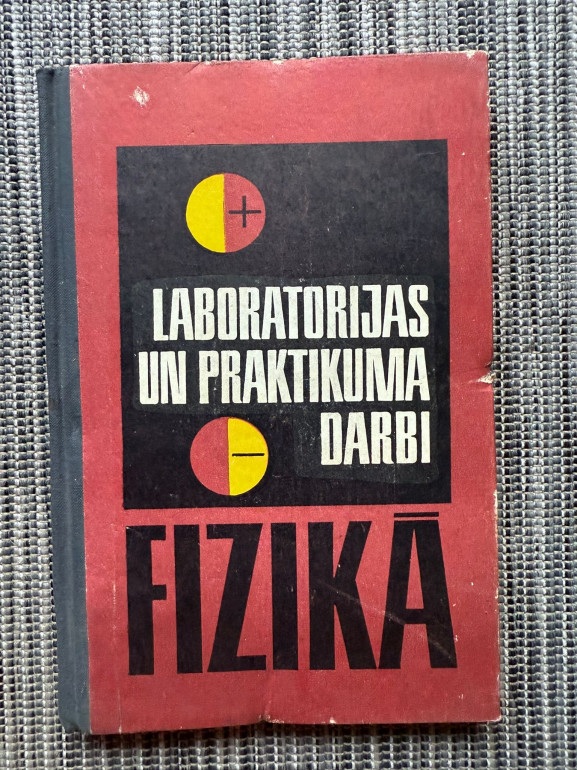 +
LABORATORIJAS
UN PRAKTIKUMA
DARBI
−
FIZIKĀ